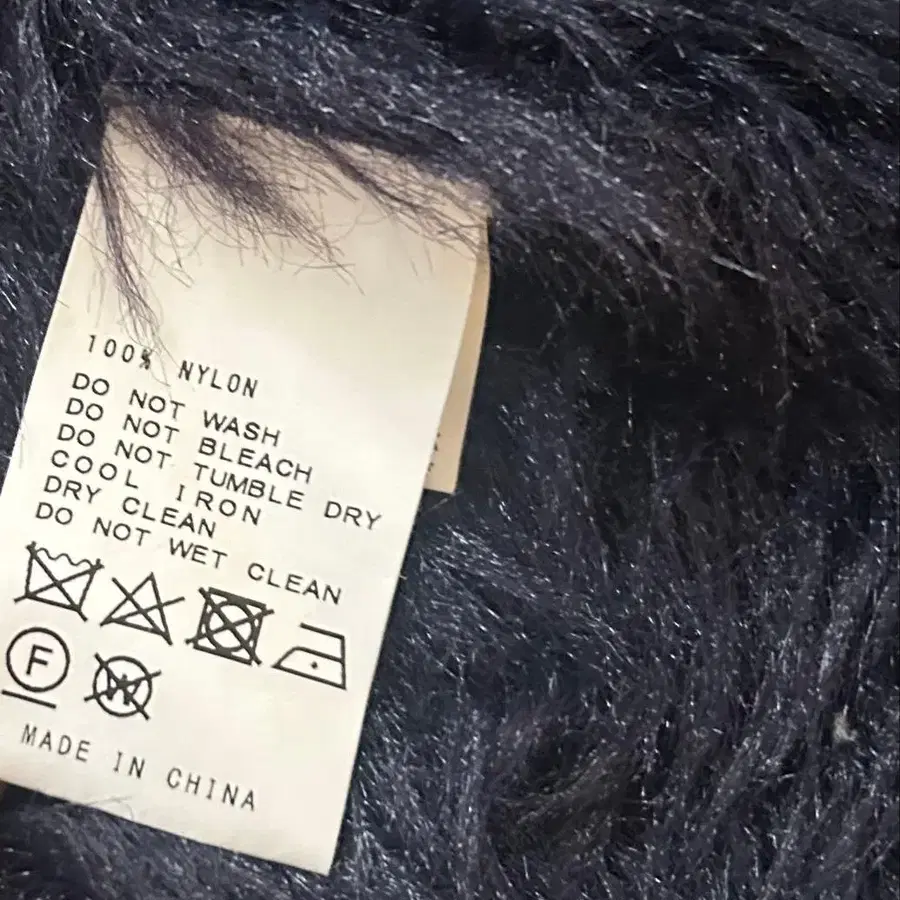 100% NYLON
DO NOT WASH
DO NOT BLEACH
DO NOT TUMBLE DRY
COOL IRON
DRY CLEAN
DO NOT WET CLEAN
F
W
MADE IN CHINA